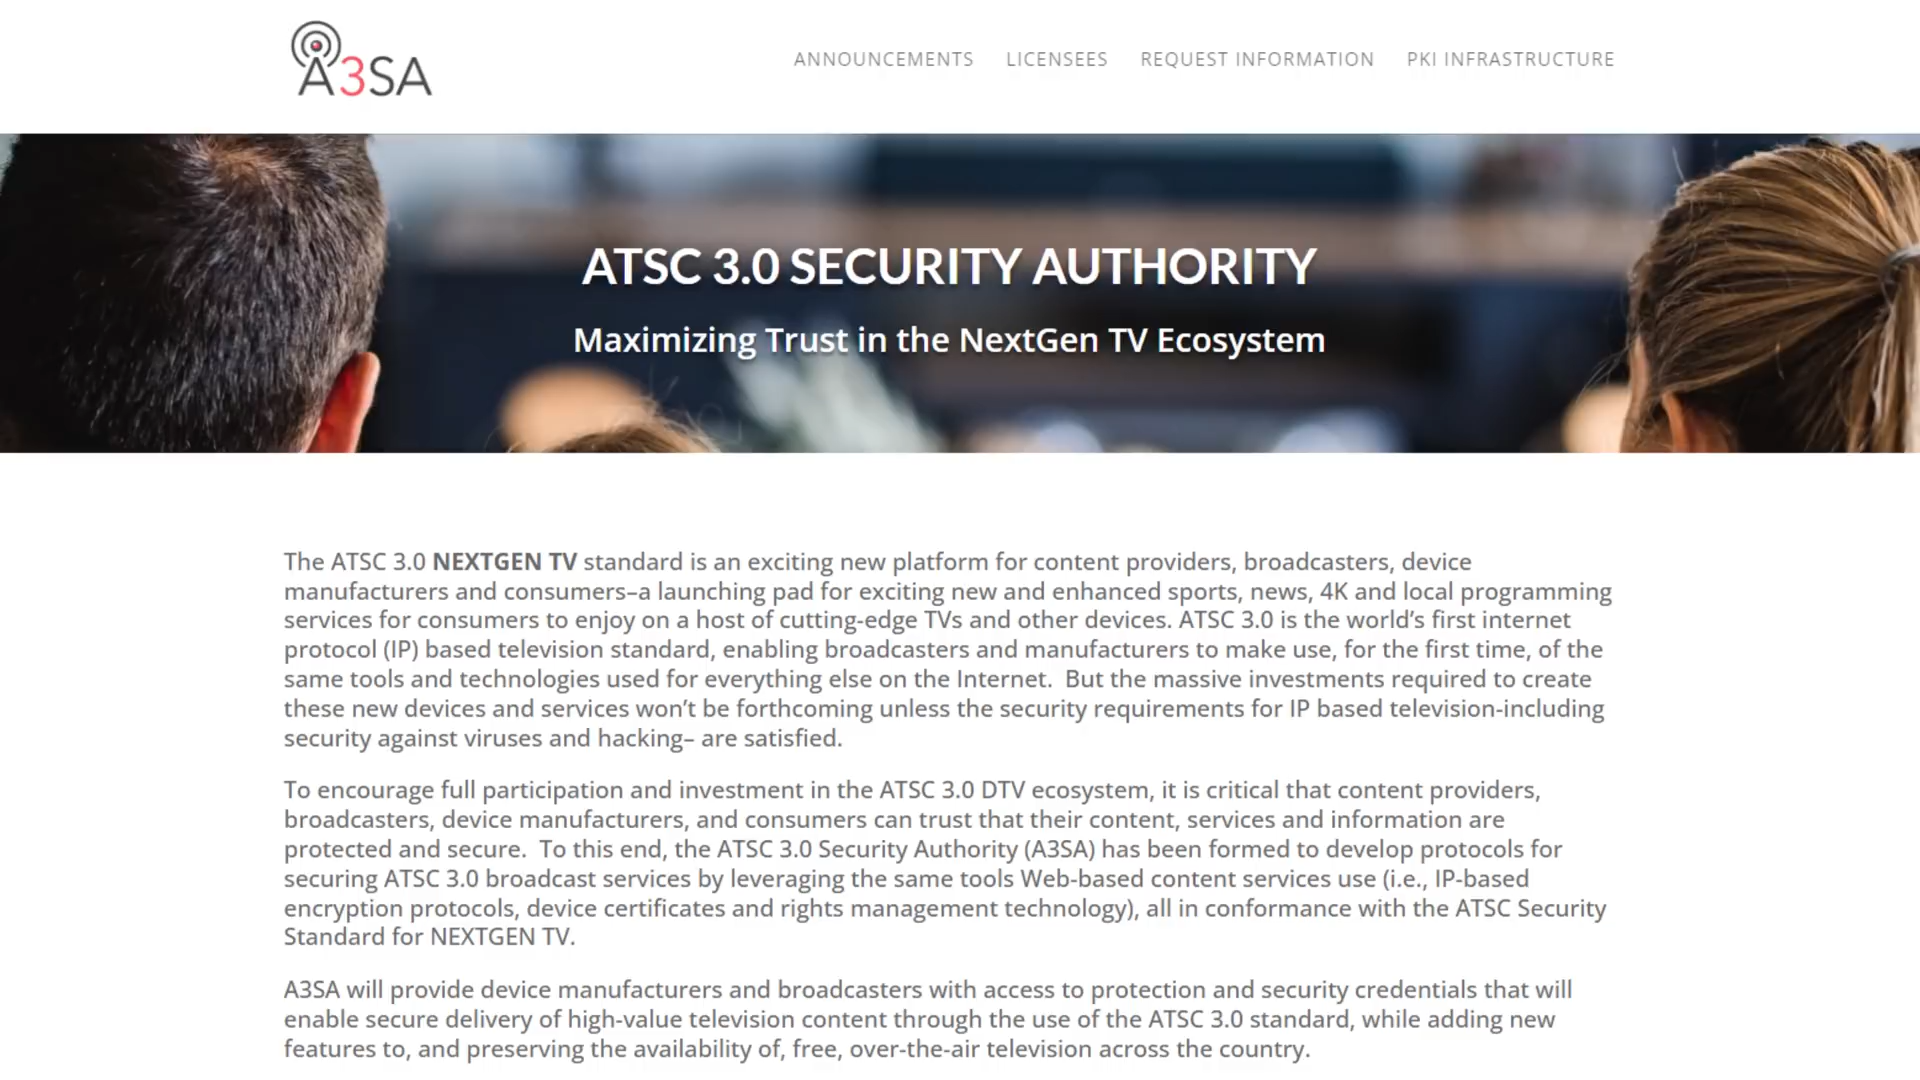 A3SA
ANNOUNCEMENTS LICENSEES REQUEST INFORMATION PKI INFRASTRUCTURE
ATSC 3.0 SECURITY AUTHORITY
Maximizing Trust in the NextGen TV Ecosystem
The ATSC 3.0 NEXTGEN TV standard is an exciting new platform for content providers, broadcasters, device
manufacturers and consumers–a launching pad for exciting new and enhanced sports, news, 4K and local programming
services for consumers to enjoy on a host of cutting-edge TVs and other devices. ATSC 3.0 is the world’s first internet
protocol (IP) based television standard, enabling broadcasters and manufacturers to make use, for the first time, of the
same tools and technologies used for everything else on the Internet.  But the massive investments required to create
these new devices and services won’t be forthcoming unless the security requirements for IP based television-including
security against viruses and hacking– are satisfied.
To encourage full participation and investment in the ATSC 3.0 DTV ecosystem, it is critical that content providers,
broadcasters, device manufacturers, and consumers can trust that their content, services and information are
protected and secure.  To this end, the ATSC 3.0 Security Authority (A3SA) has been formed to develop protocols for
securing ATSC 3.0 broadcast services by leveraging the same tools Web-based content services use (i.e., IP-based
encryption protocols, device certificates and rights management technology), all in conformance with the ATSC Security
Standard for NEXTGEN TV.
A3SA will provide device manufacturers and broadcasters with access to protection and security credentials that will
enable secure delivery of high-value television content through the use of the ATSC 3.0 standard, while adding new
features to, and preserving the availability of, free, over-the-air television across the country.